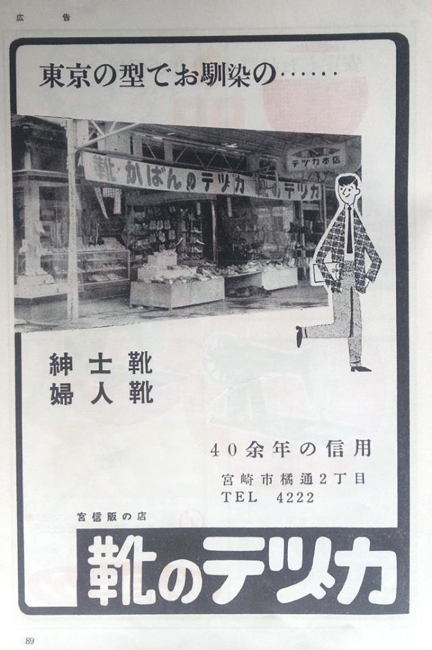 広告
東京の型でお馴染の……
テヅカ本店
靴・かばんのテヅカ
のテヅカ
紳士靴
婦人靴
40余年の信用
宮崎市橘通2丁目
TEL 4222
宮信販の店
靴のテヅカ
89